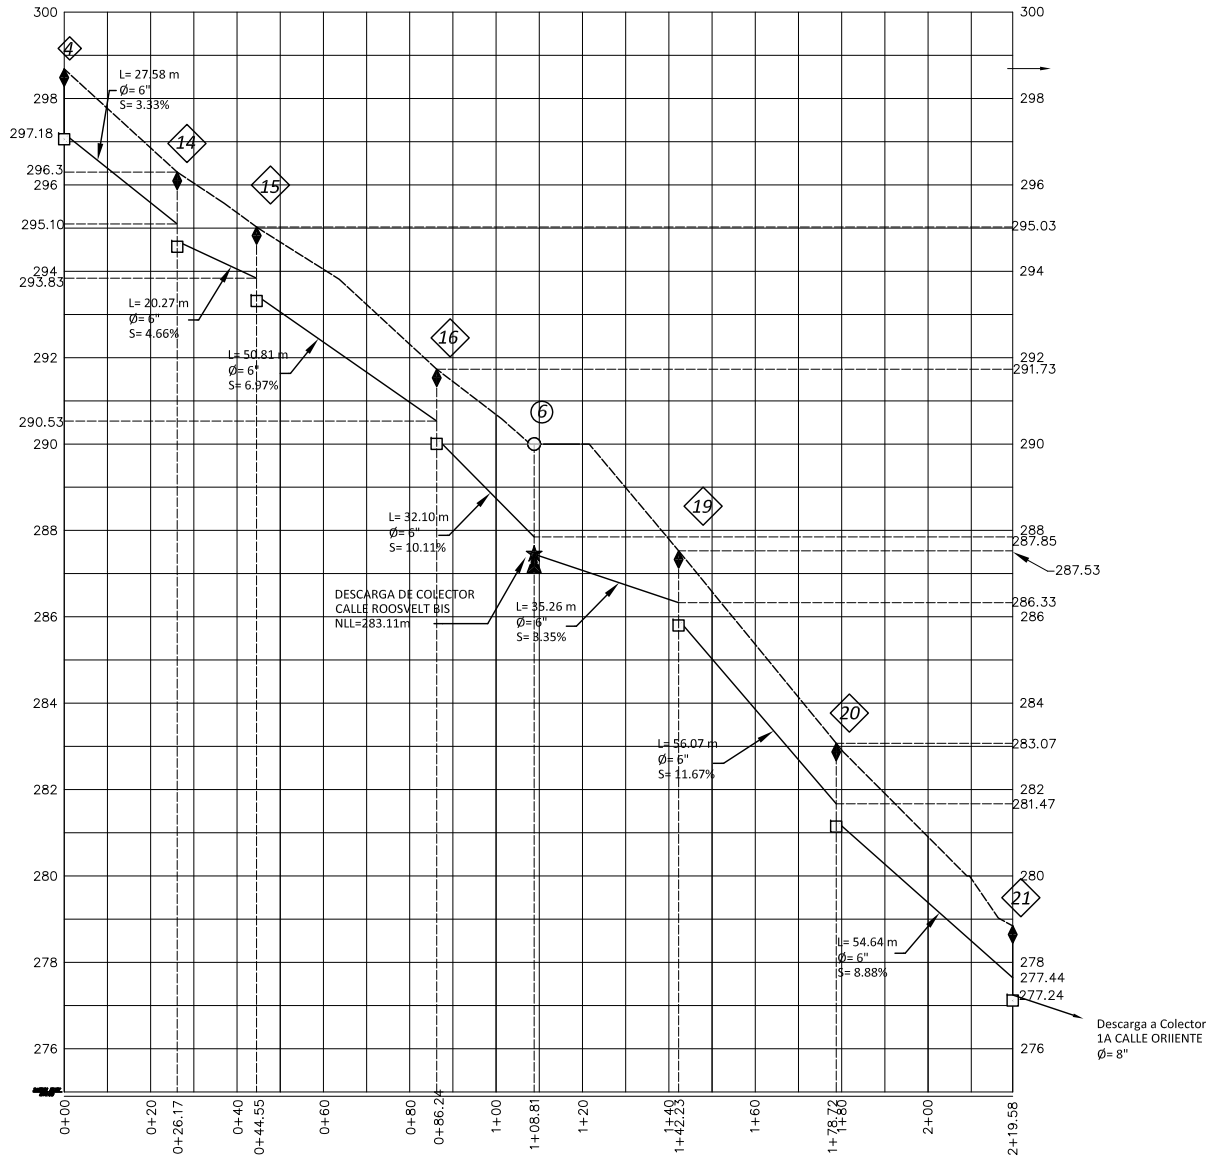 300
300
4
L= 27.58 m
Ø= 6"
S= 3.33%
298
298
297.18
14
296.3
296
15
296
295.10
295.03
294
294
293.83
L= 20.27 m
Ø= 6"
S= 4.66%
16
L= 50.81 m
Ø= 6"
S= 6.97%
292
292
291.73
290.53
6
290
290
19
L= 32.10 m
Ø= 6"
S= 10.11%
288
288
287.85
287.53
286.33
DESCARGA DE COLECTOR
CALLE ROOSVELT BIS
NLL=283.11m
L= 35.26 m
Ø= 6"
S= 3.35%
286
286
284
284
20
283.07
L= 56.07 m
Ø= 6"
S= 11.67%
282
282
281.47
280
280
21
L= 54.64 m
Ø= 6"
S= 8.88%
278
278
277.44
277.24
Descarga a Colector
1A CALLE ORIIENTE
Ø= 8"
276
276
0+00
0+20
0+26.17
0+40
0+44.55
0+60
0+80
0+86.24
1+00
1+08.81
1+20
1+40
1+42.23
1+60
1+78.72
1+80
2+00
2+19.58